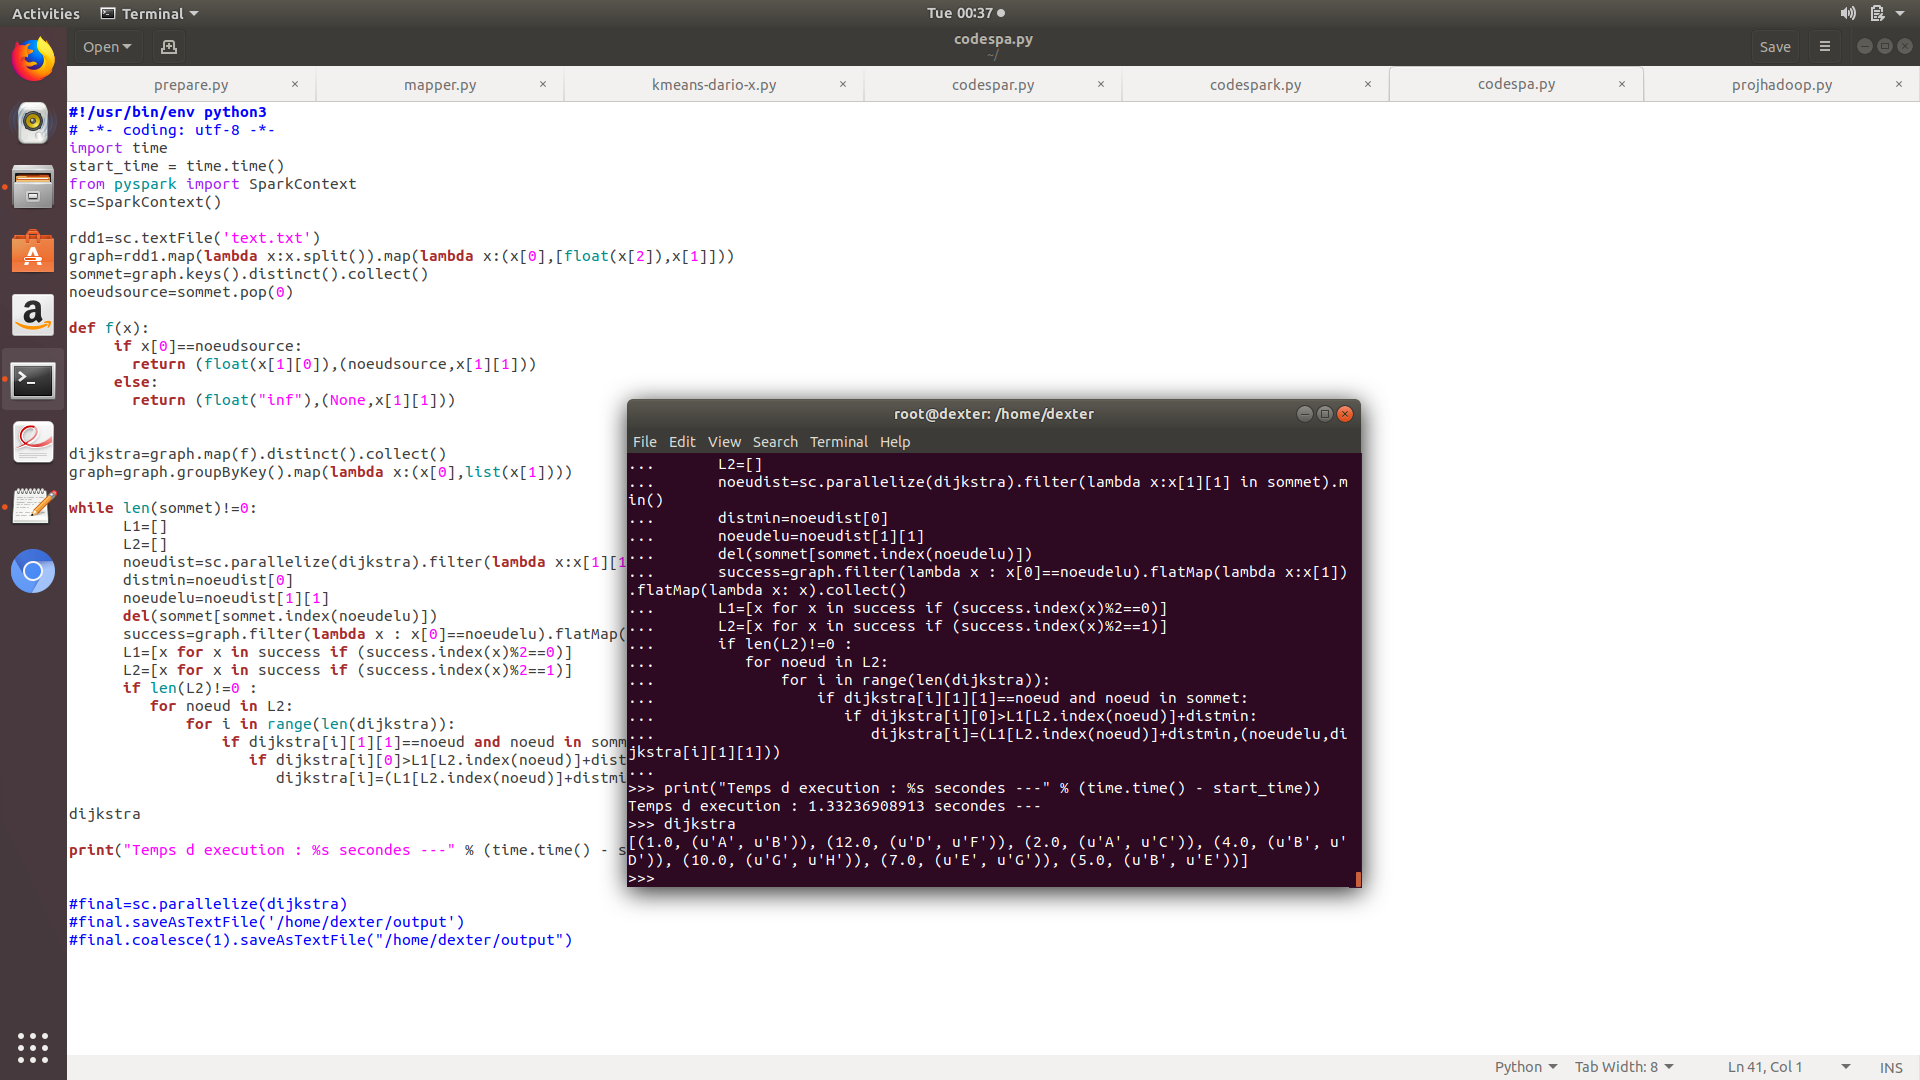 Activities Terminal Tue 00:37
Open codespa.py Save
~/
prepare.py × mapper.py × kmeans-dario-x.py × codespar.py × codespark.py × codespa.py × projhadoop.py ×
#!/usr/bin/env python3
# -*- coding: utf-8 -*-
import time
start_time = time.time()
from pyspark import SparkContext
sc=SparkContext()
rdd1=sc.textFile('text.txt')
graph=rdd1.map(lambda x:x.split()).map(lambda x:(x[0],[float(x[2]),x[1]]))
sommet=graph.keys().distinct().collect()
noeudsource=sommet.pop(0)
def f(x):
if x[0]==noeudsource:
return (float(x[1][0]),(noeudsource,x[1][1]))
else:
return (float("inf"),(None,x[1][1]))
dijkstra=graph.map(f).distinct().collect()
graph=graph.groupByKey().map(lambda x:(x[0],list(x[1])))
while len(sommet)!=0:
L1=[]
L2=[]
noeudist=sc.parallelize(dijkstra).filter(lambda x:x[1][1
distmin=noeudist[0]
noeudelu=noeudist[1][1]
del(sommet[sommet.index(noeudelu)])
success=graph.filter(lambda x : x[0]==noeudelu).flatMap(
L1=[x for x in success if (success.index(x)%2==0)]
L2=[x for x in success if (success.index(x)%2==1)]
if len(L2)!=0 :
for noeud in L2:
for i in range(len(dijkstra)):
if dijkstra[i][1][1]==noeud and noeud in somm
if dijkstra[i][0]>L1[L2.index(noeud)]+dist
dijkstra[i]=(L1[L2.index(noeud)]+distmi
dijkstra
print("Temps d execution : %s secondes ---" % (time.time() - s
#final=sc.parallelize(dijkstra)
#final.saveAsTextFile('/home/dexter/output')
#final.coalesce(1).saveAsTextFile("/home/dexter/output")
root@dexter: /home/dexter
File Edit View Search Terminal Help
... L2=[]
... noeudist=sc.parallelize(dijkstra).filter(lambda x:x[1][1] in sommet).m
in()
... distmin=noeudist[0]
... noeudelu=noeudist[1][1]
... del(sommet[sommet.index(noeudelu)])
... success=graph.filter(lambda x : x[0]==noeudelu).flatMap(lambda x:x[1])
.flatMap(lambda x: x).collect()
... L1=[x for x in success if (success.index(x)%2==0)]
... L2=[x for x in success if (success.index(x)%2==1)]
... if len(L2)!=0 :
... for noeud in L2:
... for i in range(len(dijkstra)):
... if dijkstra[i][1][1]==noeud and noeud in sommet:
... if dijkstra[i][0]>L1[L2.index(noeud)]+distmin:
... dijkstra[i]=(L1[L2.index(noeud)]+distmin,(noeudelu,di
jkstra[i][1][1]))
...
>>> print("Temps d execution : %s secondes ---" % (time.time() - start_time))
Temps d execution : 1.33236908913 secondes ---
>>> dijkstra
[(1.0, (u'A', u'B')), (12.0, (u'D', u'F')), (2.0, (u'A', u'C')), (4.0, (u'B', u'
D')), (10.0, (u'G', u'H')), (7.0, (u'E', u'G')), (5.0, (u'B', u'E'))]
>>>
Python Tab Width: 8 Ln 41, Col 1 INS